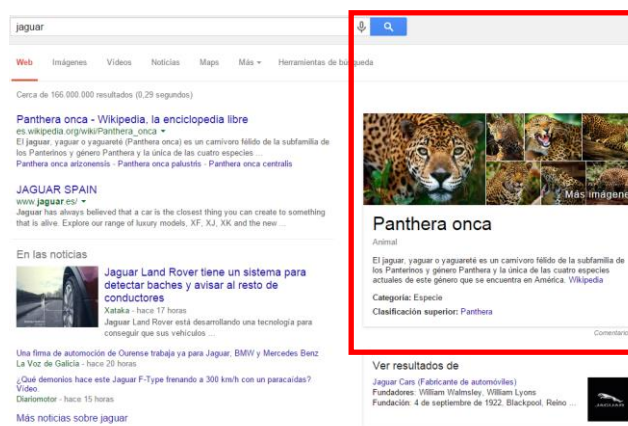 jaguar
Web Imágenes Vídeos Noticias Maps Más Herramientas de búsqueda
Cerca de 166.000.000 resultados (0,29 segundos)
Panthera onca - Wikipedia, la enciclopedia libre
es.wikipedia.org/wiki/Panthera_onca
El jaguar, yaguar o yaguareté (Panthera onca) es un carnívoro félido de la subfamilia de
los Panterinos y género Panthera y la única de las cuatro especies ...
Panthera onca arizonensis - Panthera onca palustris - Panthera onca centralis
JAGUAR SPAIN
www.jaguar.es/
Jaguar has always believed that a car is the closest thing you can create to something
that is alive. Explore our range of luxury models, XF, XJ, XK and the new ...
En las noticias
Jaguar Land Rover tiene un sistema para
detectar baches y avisar al resto de
conductores
Xataka - hace 17 horas
Jaguar Land Rover está desarrollando una tecnología para
conseguir que sus vehículos ...
Una firma de automoción de Ourense trabaja ya para Jaguar, BMW y Mercedes Benz
La Voz de Galicia - hace 20 horas
¿Qué demonios hace este Jaguar F-Type frenando a 300 km/h con un paracaídas?
Vídeo.
Diariomotor - hace 15 horas
Más noticias sobre jaguar
Más imágene
Panthera onca
Animal
El jaguar, yaguar o yaguareté es un carnívoro félido de la subfamilia de
los Panterinos y género Panthera y la única de las cuatro especies
actuales de este género que se encuentra en América. Wikipedia
Categoría: Especie
Clasificación superior: Panthera
Comentario
Ver resultados de
Jaguar Cars (Fabricante de automóviles)
Fundadores: William Walmsley, William Lyons
Fundación: 4 de septiembre de 1922, Blackpool, Reino ...
JAGUAR